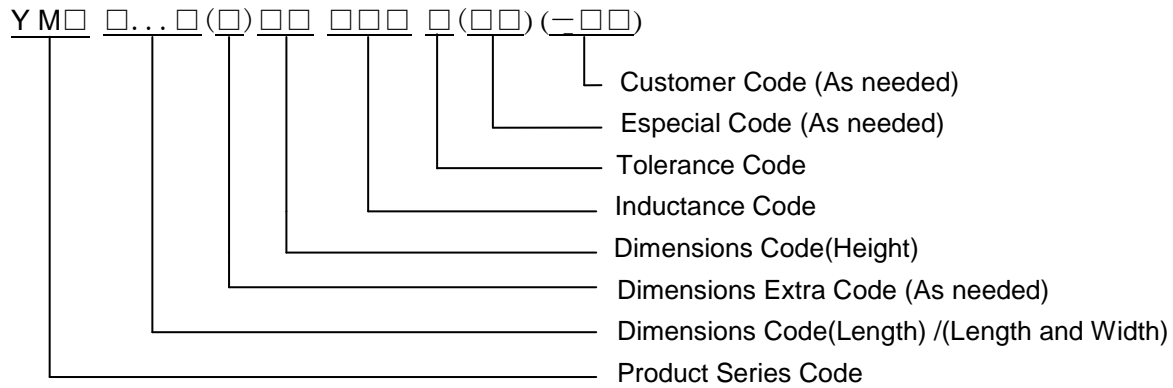 YM□ □...□(□)□□ □□□ □(□□)(－□□)
Customer Code (As needed)
Especial Code (As needed)
Tolerance Code
Inductance Code
Dimensions Code(Height)
Dimensions Extra Code (As needed)
Dimensions Code(Length) /(Length and Width)
Product Series Code